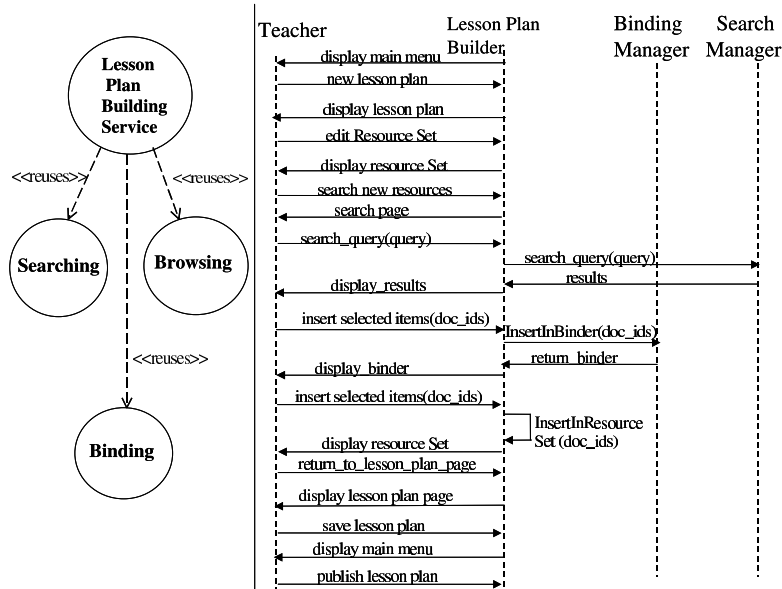 Lesson
Plan
Building
Service
<<reuses>>
<<reuses>>
Searching
Browsing
<<reuses>>
Binding
Teacher
Lesson Plan
Builder
Binding
Manager
Search
Manager
display main menu
new lesson plan
display lesson plan
edit Resource Set
display resource Set
search new resources
search page
search_query(query)
search_query(query)
results
display_results
insert selected items(doc_ids)
InsertInBinder(doc_ids)
return_binder
display_binder
insert selected items(doc_ids)
InsertInResource
Set (doc_ids)
display resource Set
return_to_lesson_plan_page
display lesson plan page
save lesson plan
display main menu
publish lesson plan